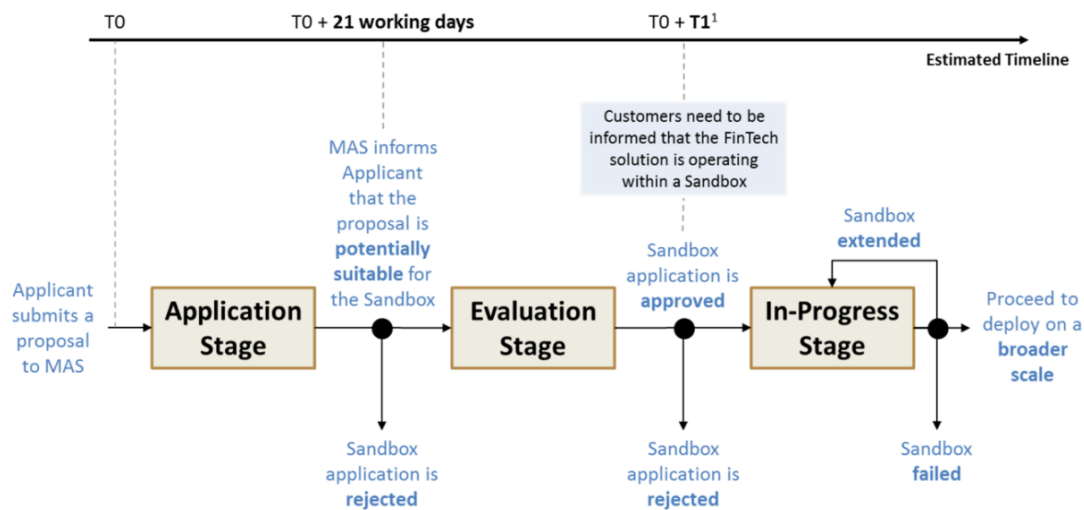 T0
T0 + 21 working days
T0 + T1¹
Estimated Timeline
Customers need to be
informed that the FinTech
solution is operating
within a Sandbox
MAS informs
Applicant
that the
proposal is
potentially
suitable for
the Sandbox
Sandbox
application is
approved
Sandbox
extended
Applicant
submits a
proposal
to MAS
Application
Stage
Evaluation
Stage
In-Progress
Stage
Proceed to
deploy on a
broader
scale
Sandbox
application is
rejected
Sandbox
application is
rejected
Sandbox
failed